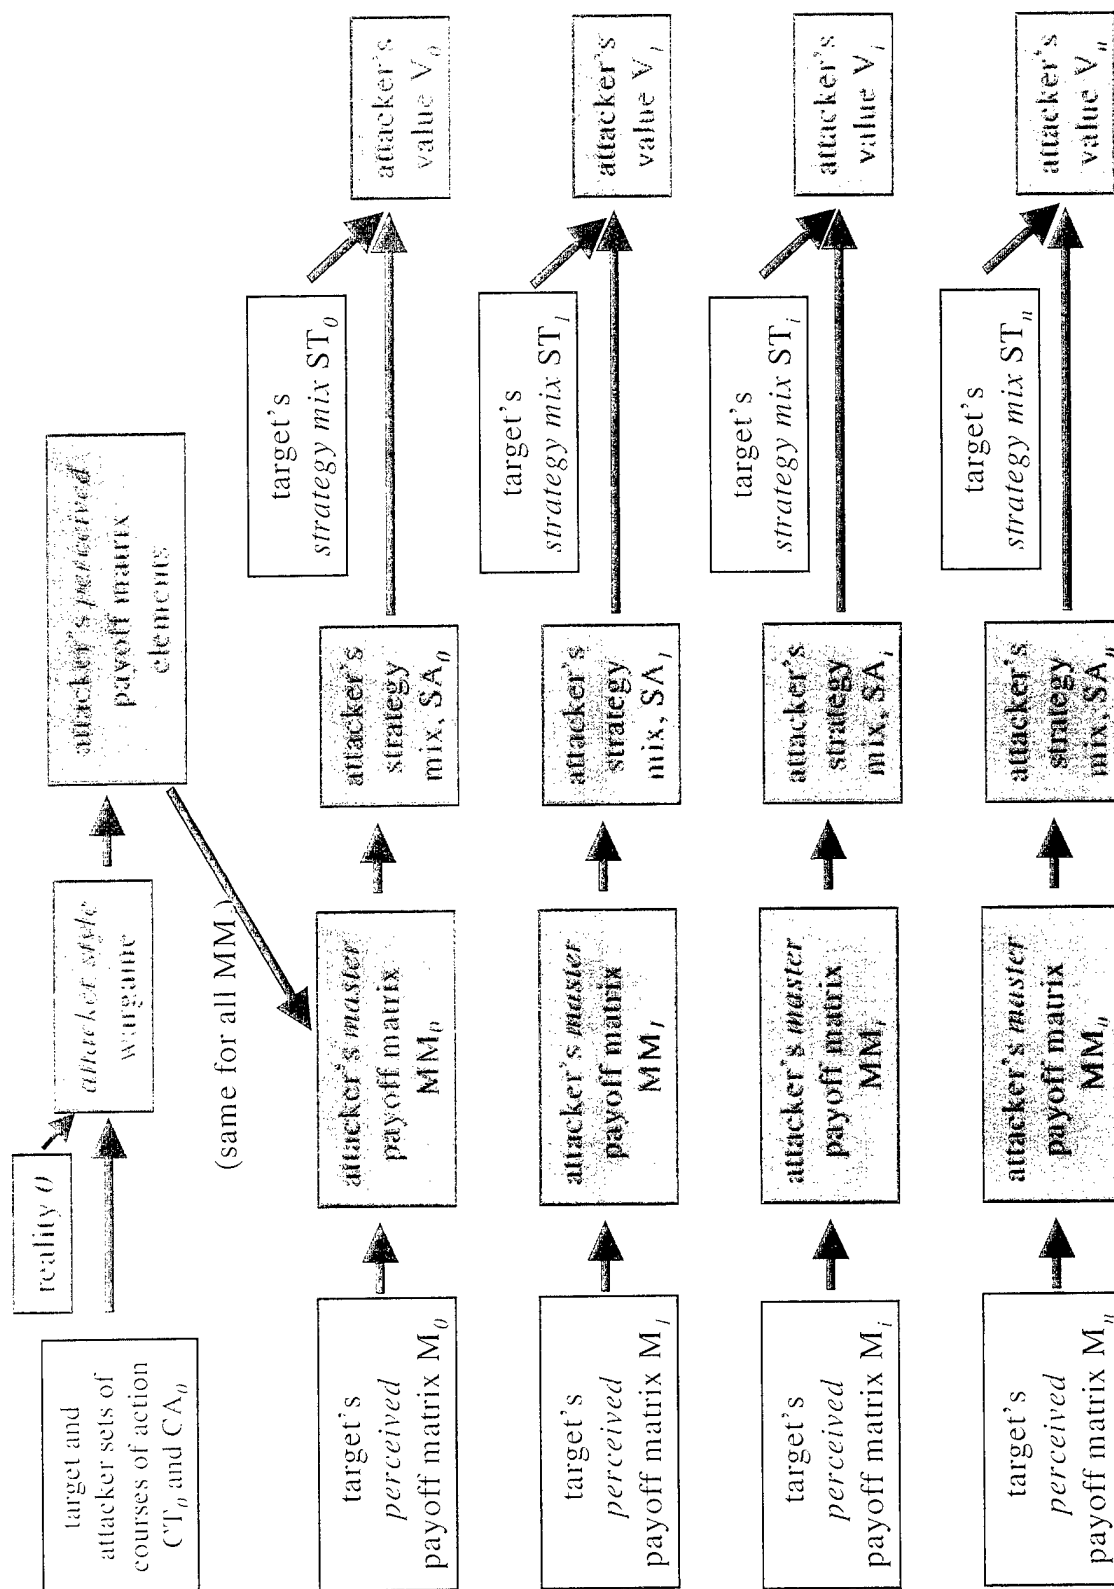 target and
attacker sets of
courses of action
CT0 and CA0
reality 0
attacker style
wargame
attacker's perceived
payoff matrix
elements
(same for all MM.)
target's
perceived
payoff matrix M0
attacker's master
payoff matrix
MM0
attacker's
strategy
mix, SA0
target's
strategy mix ST0
attacker's
value V0
target's
perceived
payoff matrix M1
attacker's master
payoff matrix
MM1
attacker's
strategy
mix, SA1
target's
strategy mix ST1
attacker's
value V1
target's
perceived
payoff matrix Mi
attacker's master
payoff matrix
MMi
attacker's
strategy
mix, SAi
target's
strategy mix STi
attacker's
value Vi
target's
perceived
payoff matrix Mn
attacker's master
payoff matrix
MMn
attacker's
strategy
mix, SAn
target's
strategy mix STn
attacker's
value Vn